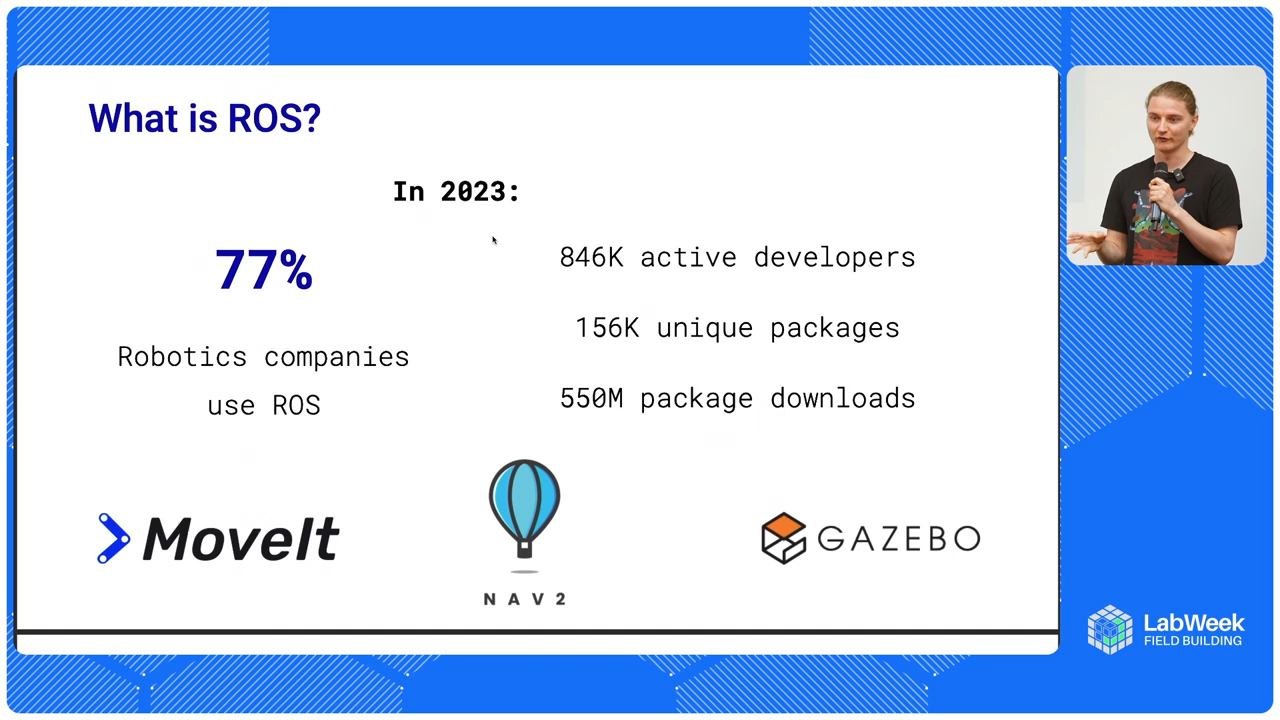 What is ROS?
In 2023:
77%
Robotics companies
use ROS
846K active developers
156K unique packages
550M package downloads
MoveIt
NAV2
GAZEBO
LabWeek
FIELD BUILDING